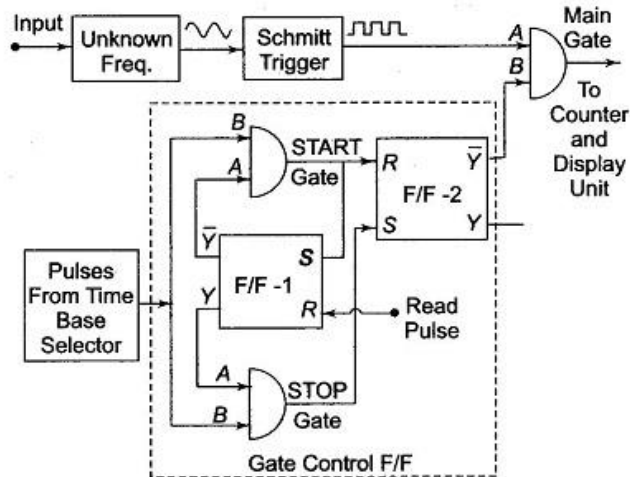 Input
Unknown
Freq.
Schmitt
Trigger
A
B
Main
Gate
To
Counter
and
Display
Unit
B
A
START
Gate
R
S
F/F -2
Ȳ
Y
Ȳ
Y
F/F -1
S
R
Read
Pulse
Pulses
From Time
Base
Selector
A
B
STOP
Gate
Gate Control F/F